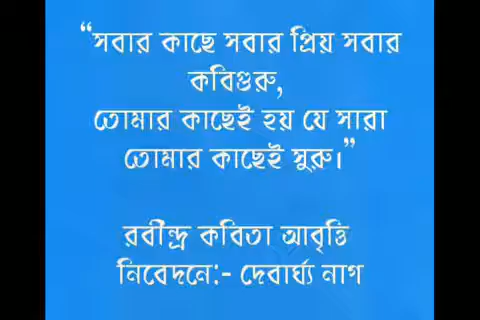 “সবার কাছে সবার প্রিয় সবার
কবিগুরু,
তোমার কাছেই হয় যে সারা
তোমার কাছেই সুরু।”
রবীন্দ্র কবিতা আবৃত্তি
নিবেদনে:- দেবার্ঘ্য নাগ